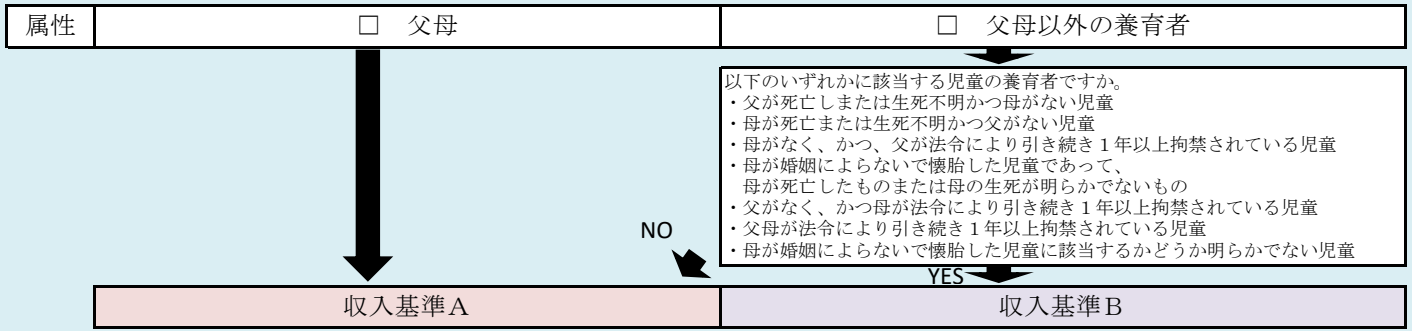 属性
□ 父母
□ 父母以外の養育者
以下のいずれかに該当する児童の養育者ですか。
・父が死亡しまたは生死不明かつ母がない児童
・母が死亡または生死不明かつ父がない児童
・母がなく、かつ、父が法令により引き続き１年以上拘禁されている児童
・母が婚姻によらないで懐胎した児童であって、
母が死亡したものまたは母の生死が明らかでないもの
・父がなく、かつ母が法令により引き続き１年以上拘禁されている児童
・父母が法令により引き続き１年以上拘禁されている児童
・母が婚姻によらないで懐胎した児童に該当するかどうか明らかでない児童
NO
YES
収入基準Ａ
収入基準Ｂ